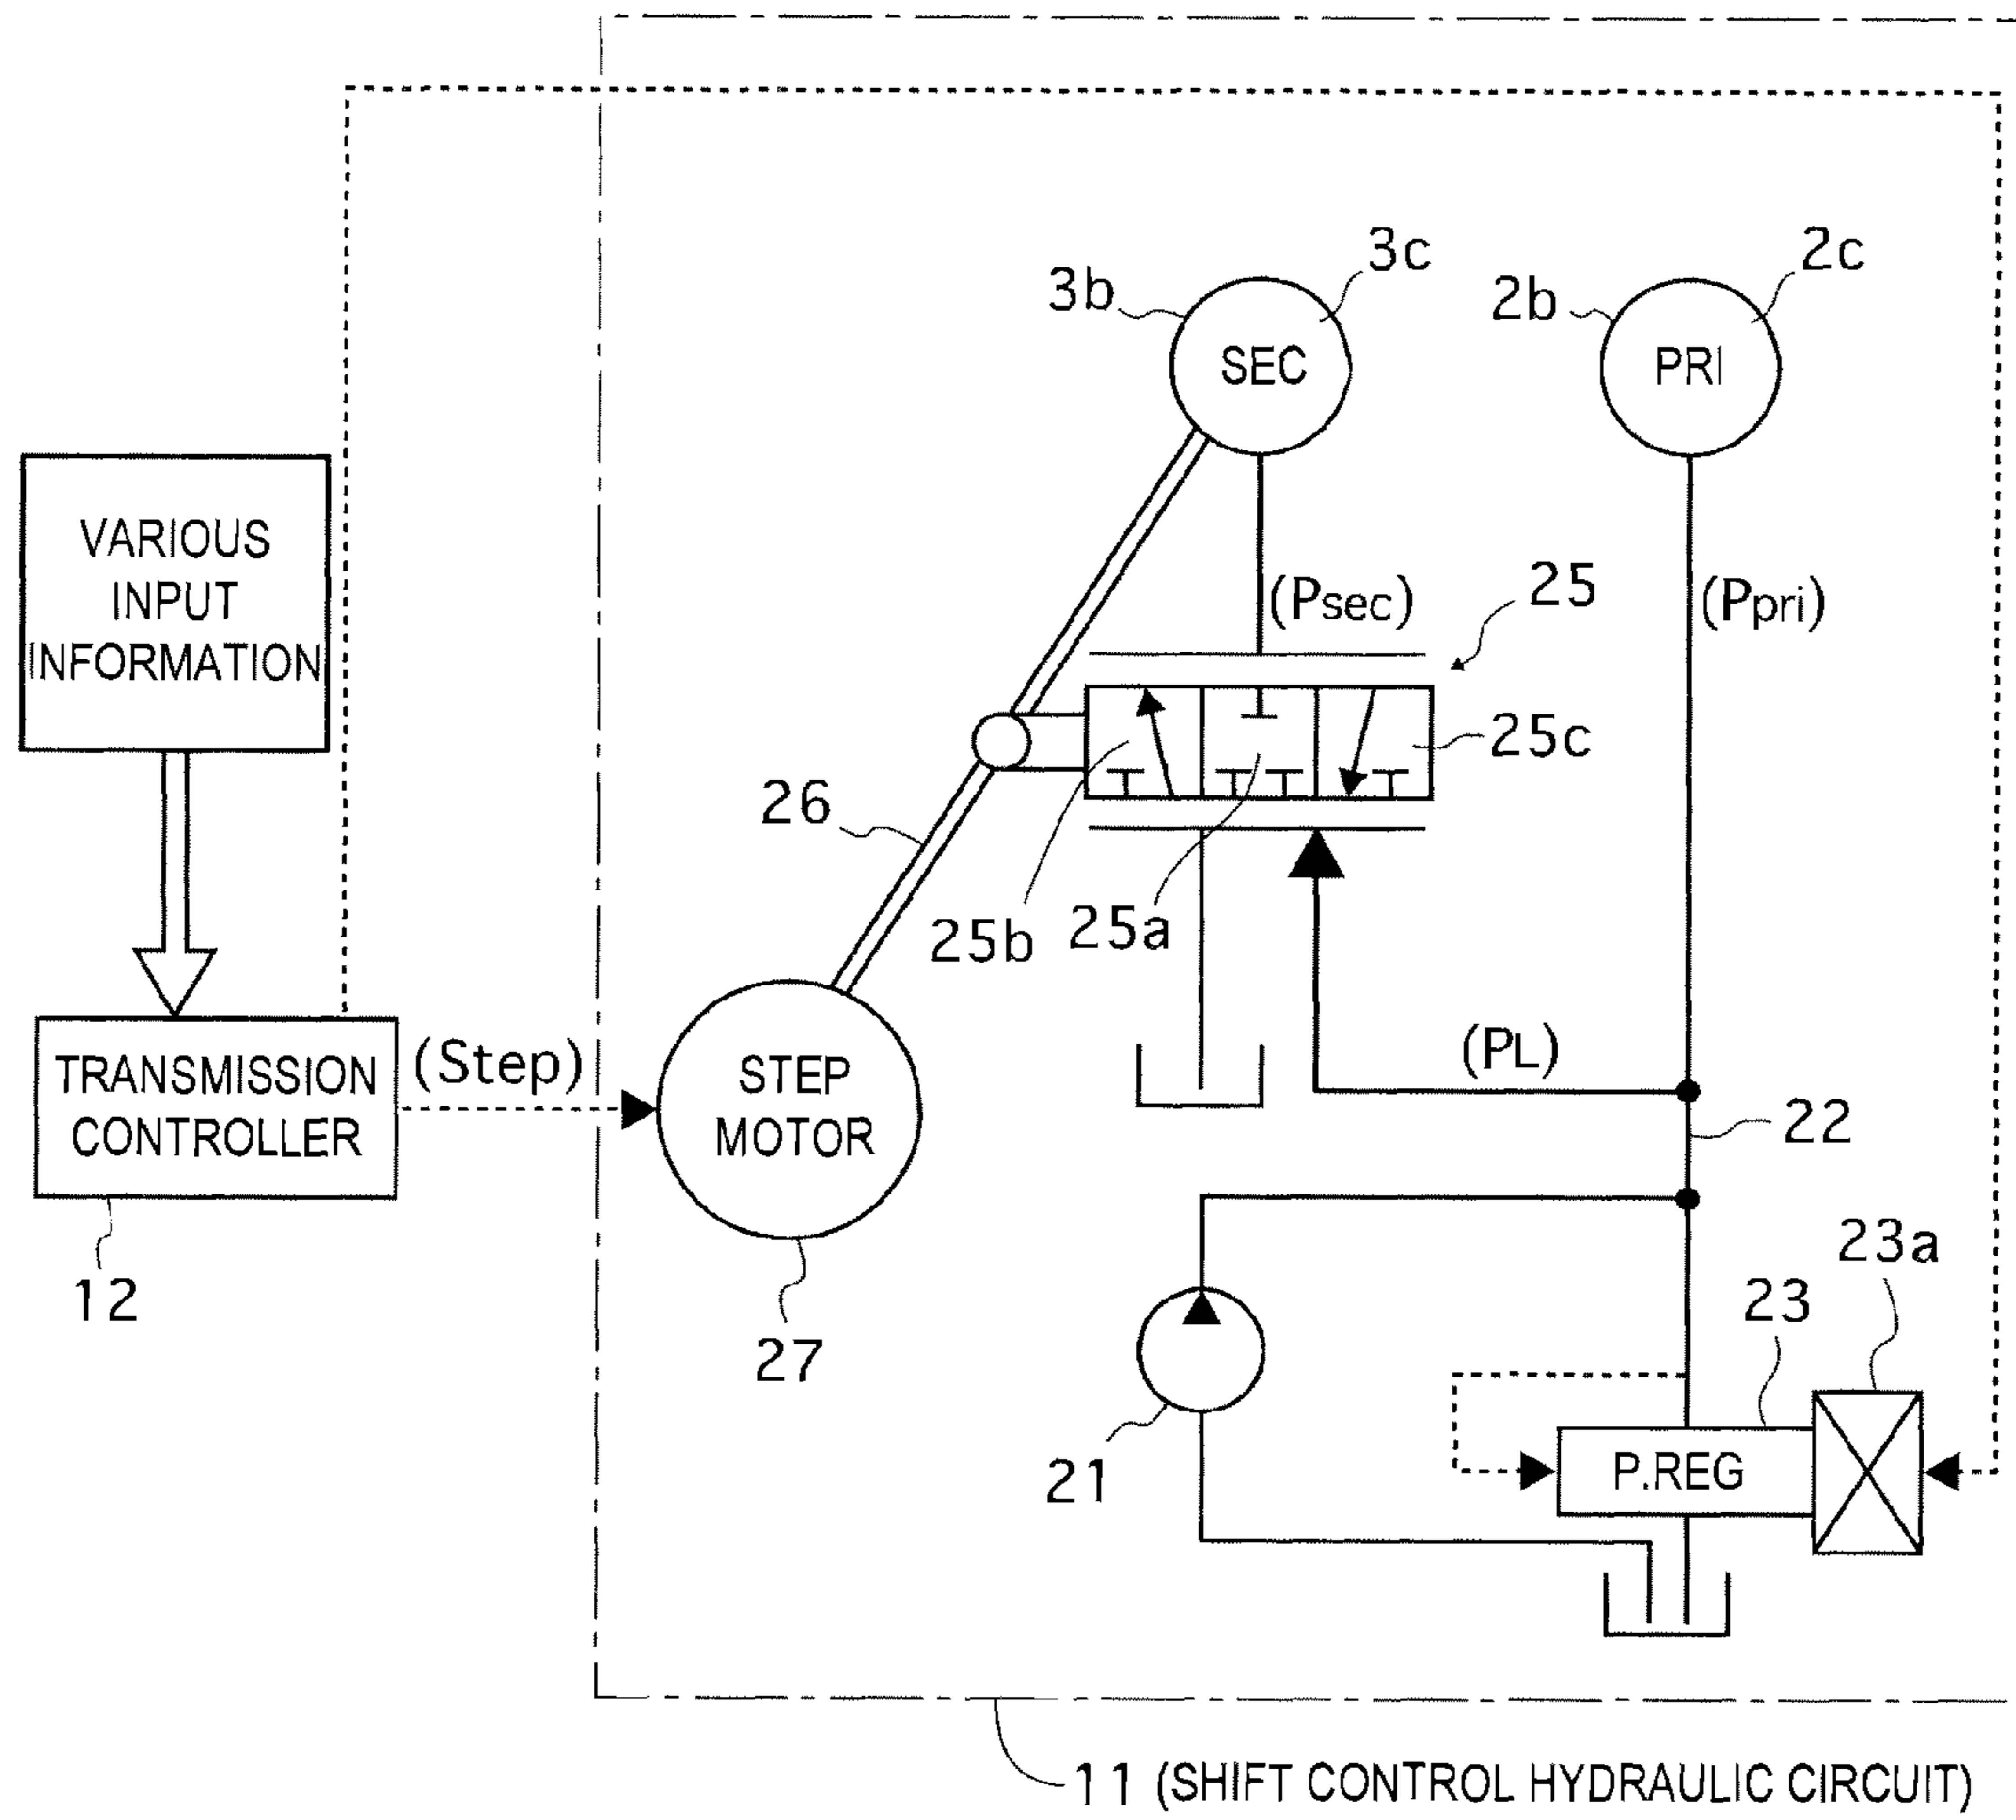 3c
2c
3b
2b
SEC
PRI
VARIOUS
INPUT
INFORMATION
(Psec)
25
(Ppri)
25c
26
25b
25a
(PL)
TRANSMISSION
CONTROLLER
(Step)
STEP
MOTOR
22
12
27
23a
23
21
P.REG
11 (SHIFT CONTROL HYDRAULIC CIRCUIT)